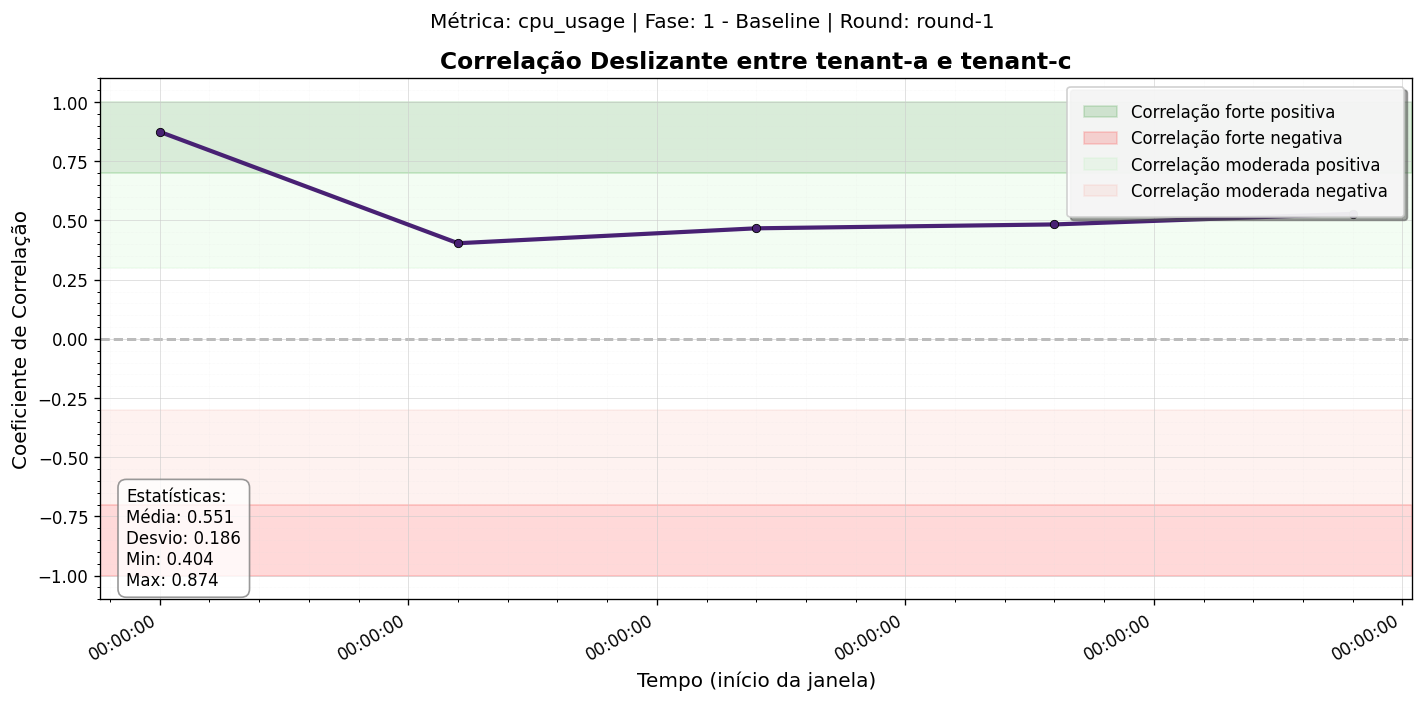 Métrica: cpu_usage | Fase: 1 - Baseline | Round: round-1
Correlação Deslizante entre tenant-a e tenant-c
Coeficiente de Correlação
1.00
0.75
0.50
0.25
0.00
−0.25
−0.50
−0.75
−1.00
Correlação forte positiva
Correlação forte negativa
Correlação moderada positiva
Correlação moderada negativa
Estatísticas:
Média: 0.551
Desvio: 0.186
Min: 0.404
Max: 0.874
00:00:00
00:00:00
00:00:00
00:00:00
00:00:00
00:00:00
Tempo (início da janela)